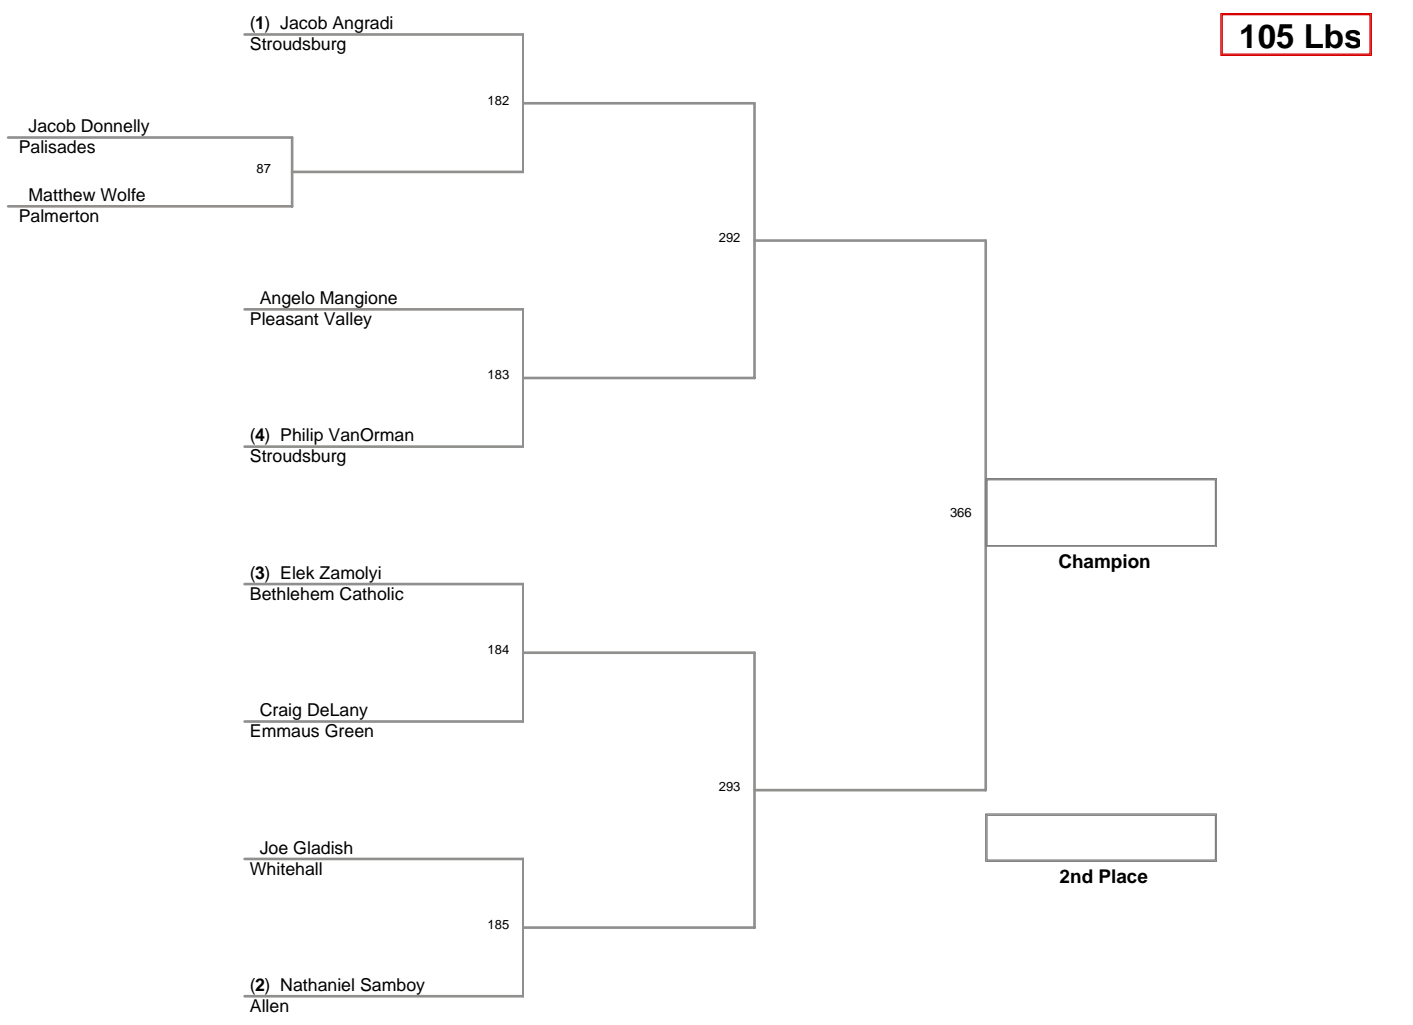 (1) Jacob Angradi
Stroudsburg
105 Lbs
182
Jacob Donnelly
Palisades
87
Matthew Wolfe
Palmerton
292
Angelo Mangione
Pleasant Valley
183
(4) Philip VanOrman
Stroudsburg
366
Champion
(3) Elek Zamolyi
Bethlehem Catholic
184
Craig DeLany
Emmaus Green
293
Joe Gladish
Whitehall
2nd Place
185
(2) Nathaniel Samboy
Allen